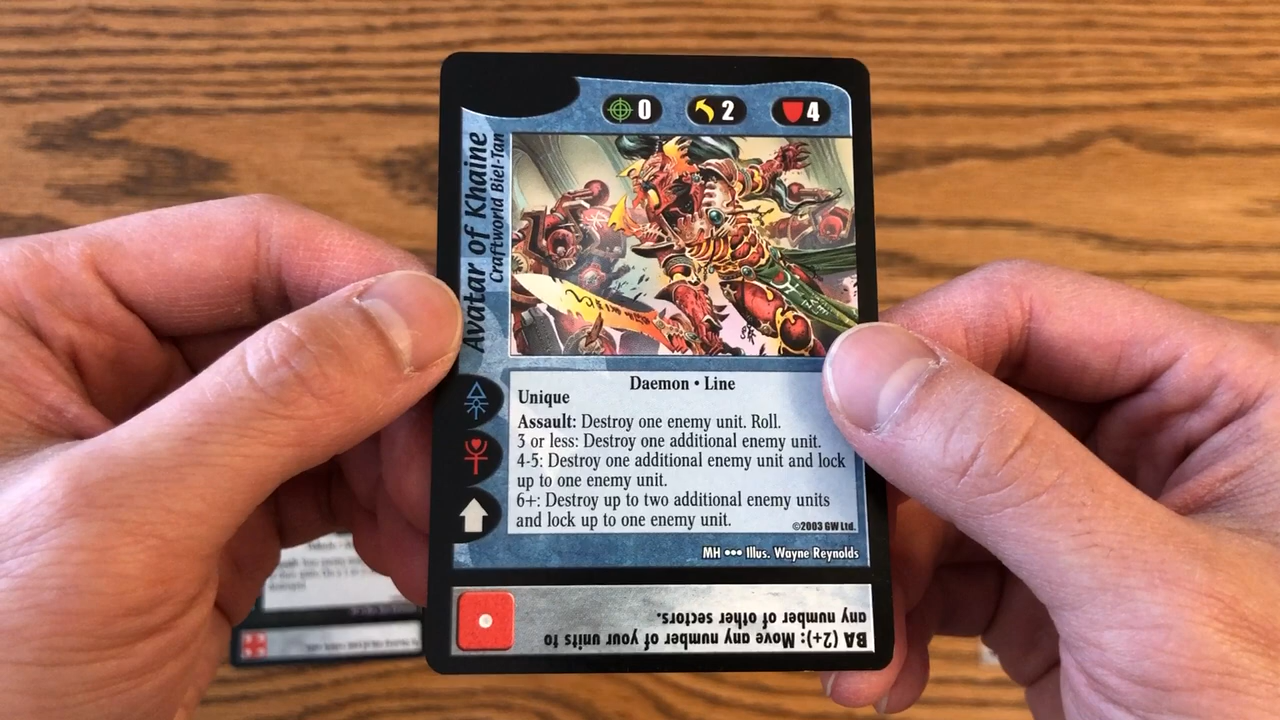 0 2 4
Avatar of Khaine
Craftworld Biel-Tan
Daemon • Line
Unique
Assault: Destroy one enemy unit. Roll.
3 or less: Destroy one additional enemy unit.
4-5: Destroy one additional enemy unit and lock
up to one enemy unit.
6+: Destroy up to two additional enemy units
and lock up to one enemy unit.
©2003 GW Ltd.
MH ••• Illus. Wayne Reynolds
BA (2+): Move any number of your units to
any number of other sectors.